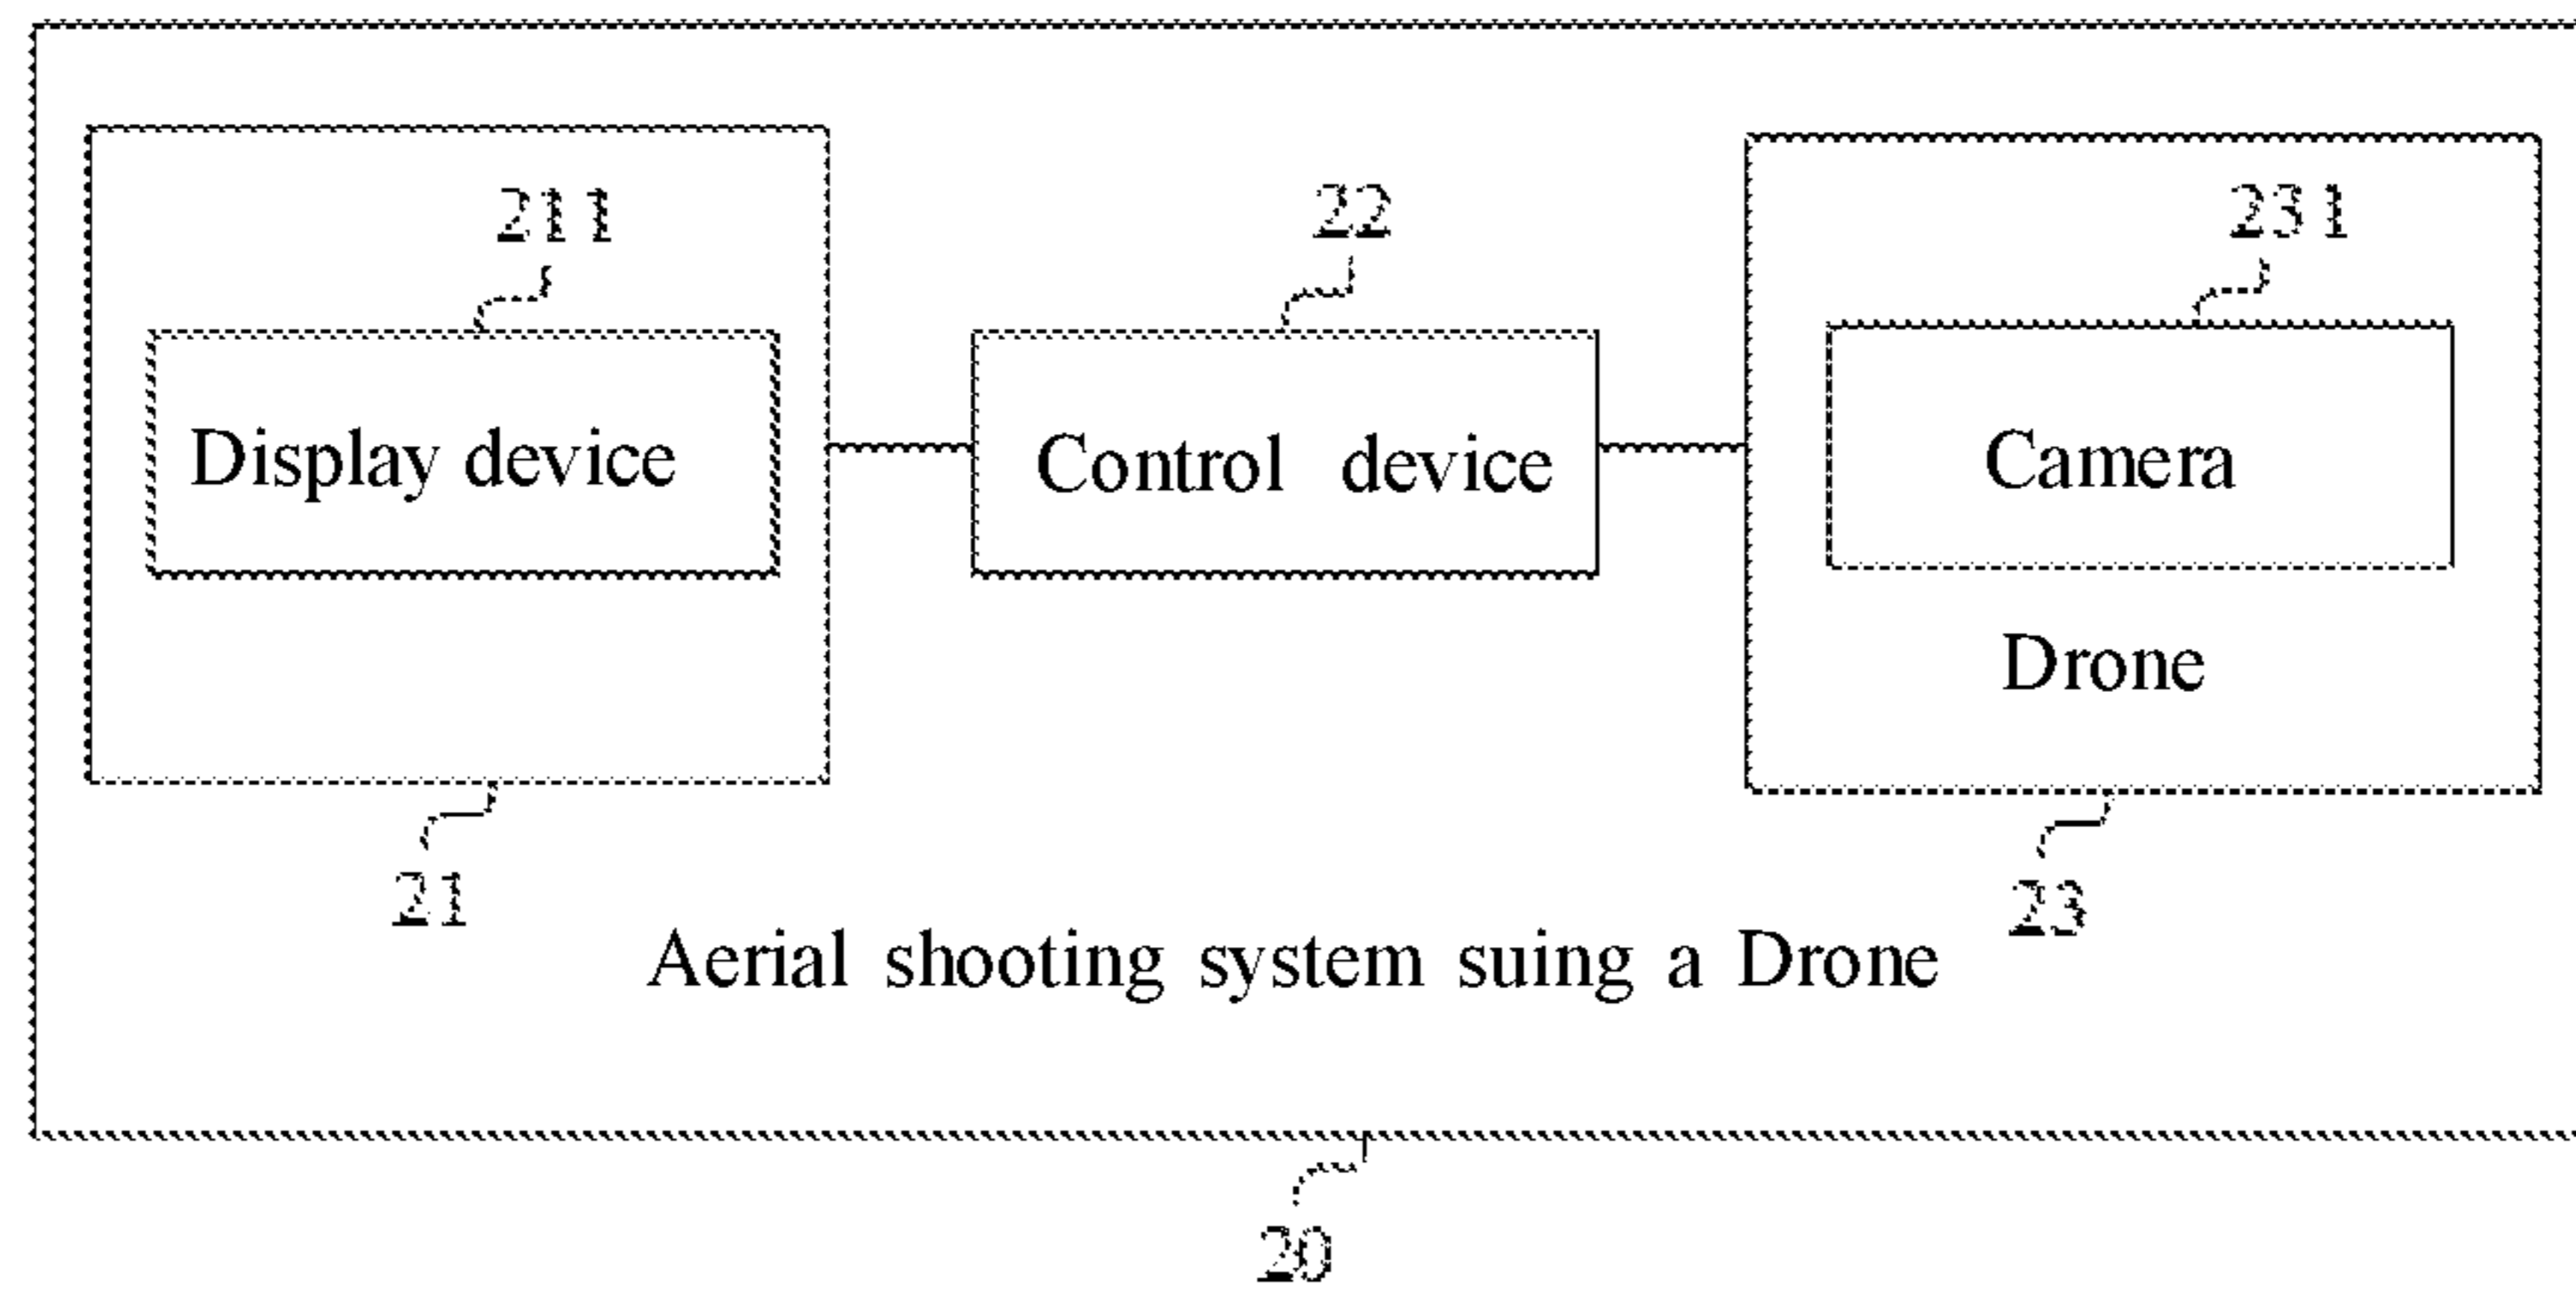 211
22
231
Display device
Control device
Camera
Drone
21
23
Aerial shooting system suing a Drone
20